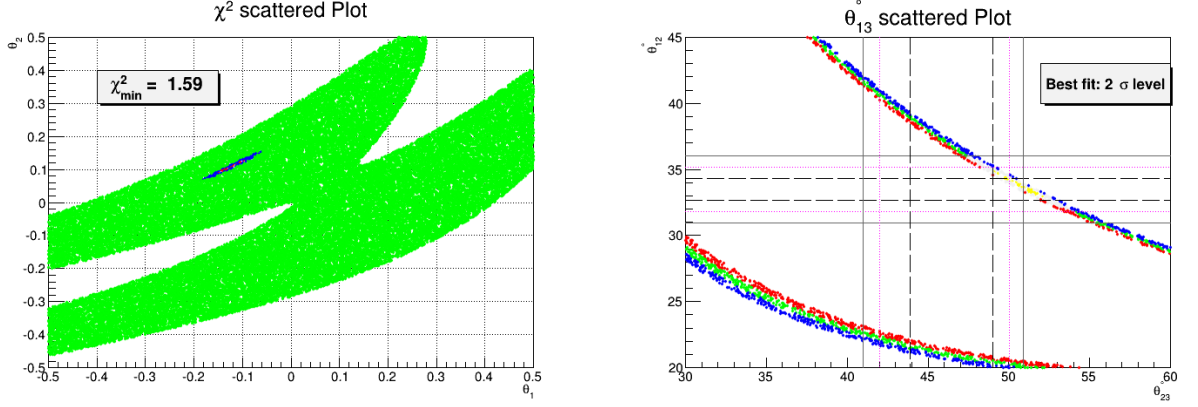 χ² scattered Plot
θ₂
0.5
0.4
0.3
0.2
0.1
0
-0.1
-0.2
-0.3
-0.4
-0.5
χ²min = 1.59
-0.5 -0.4 -0.3 -0.2 -0.1 0 0.1 0.2 0.3 0.4 0.5
θ₁
θ°₁₃ scattered Plot
θ°₁₂
45
40
35
30
25
20
Best fit: 2 σ level
30 35 40 45 50 55 60
θ°₂₃